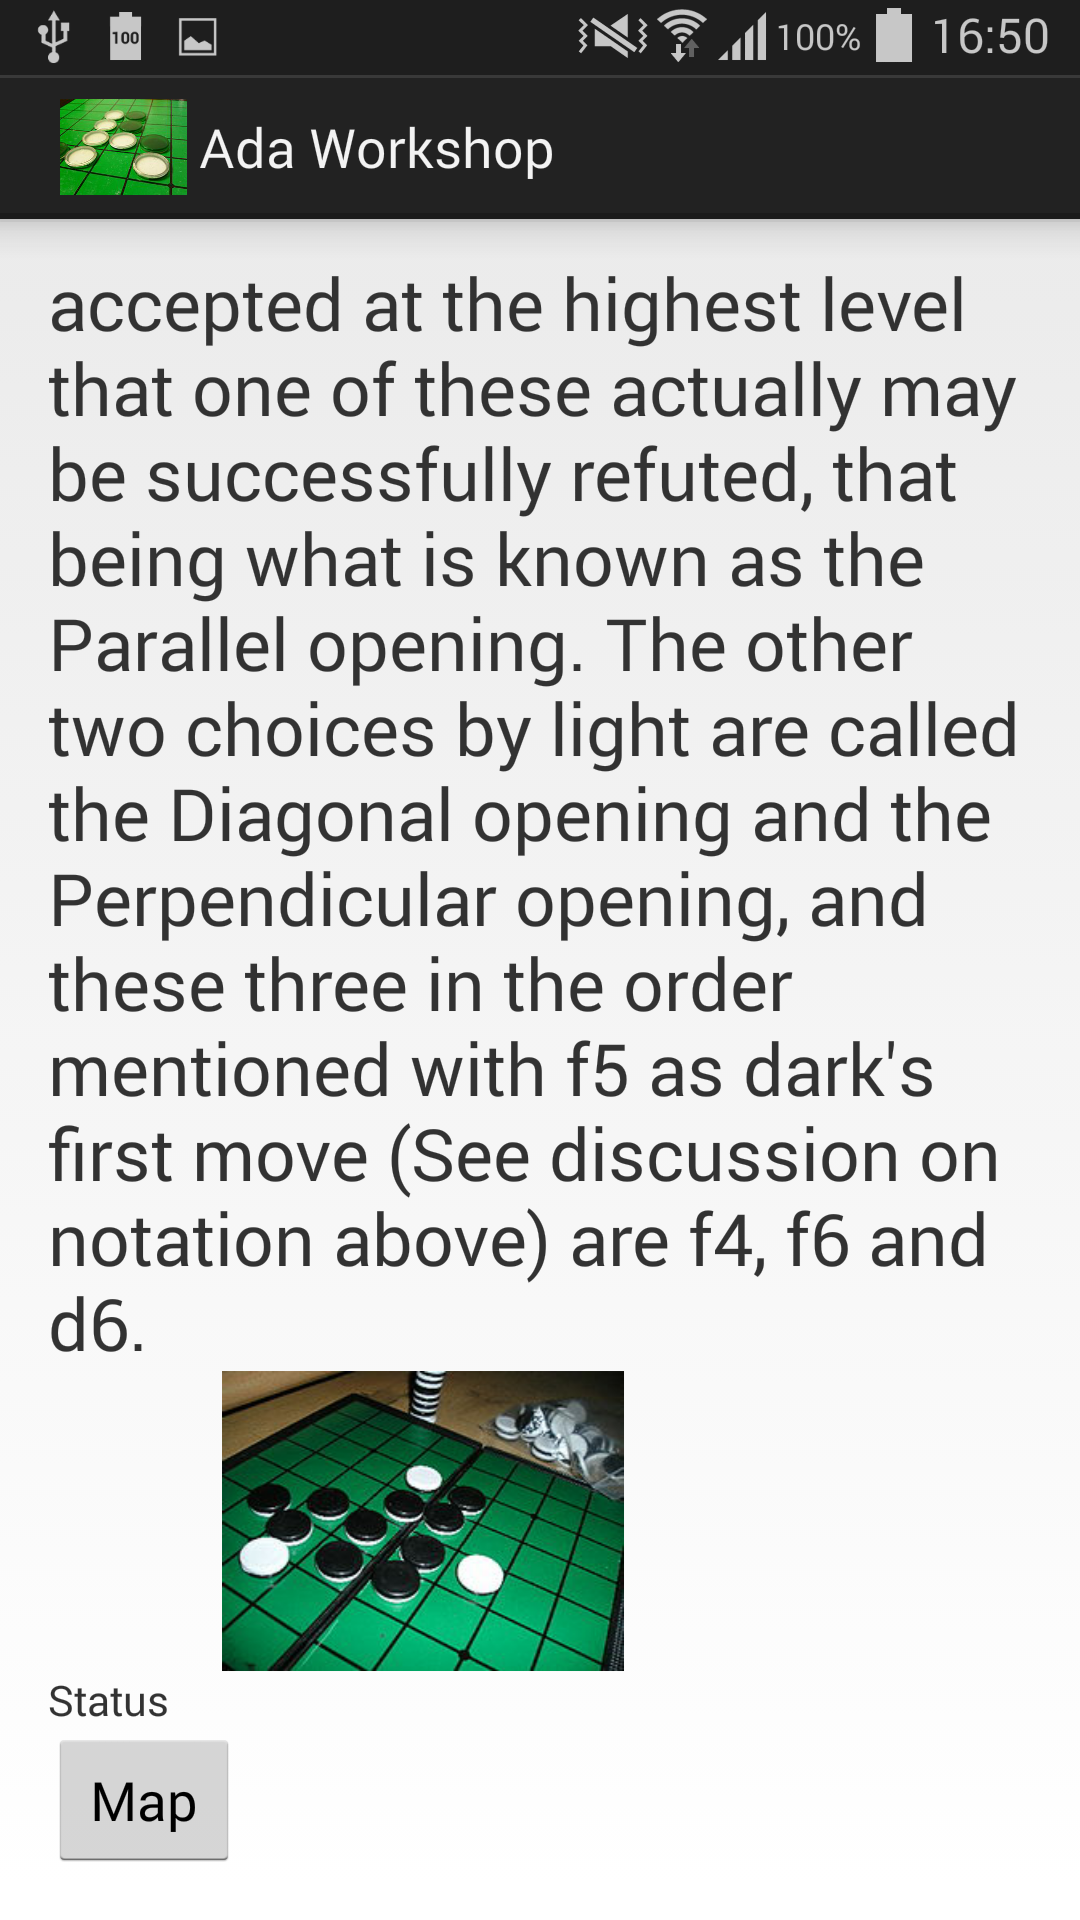 100
100%
16:50
Ada Workshop
accepted at the highest level
that one of these actually may
be successfully refuted, that
being what is known as the
Parallel opening. The other
two choices by light are called
the Diagonal opening and the
Perpendicular opening, and
these three in the order
mentioned with f5 as dark's
first move (See discussion on
notation above) are f4, f6 and
d6.
Status
Map